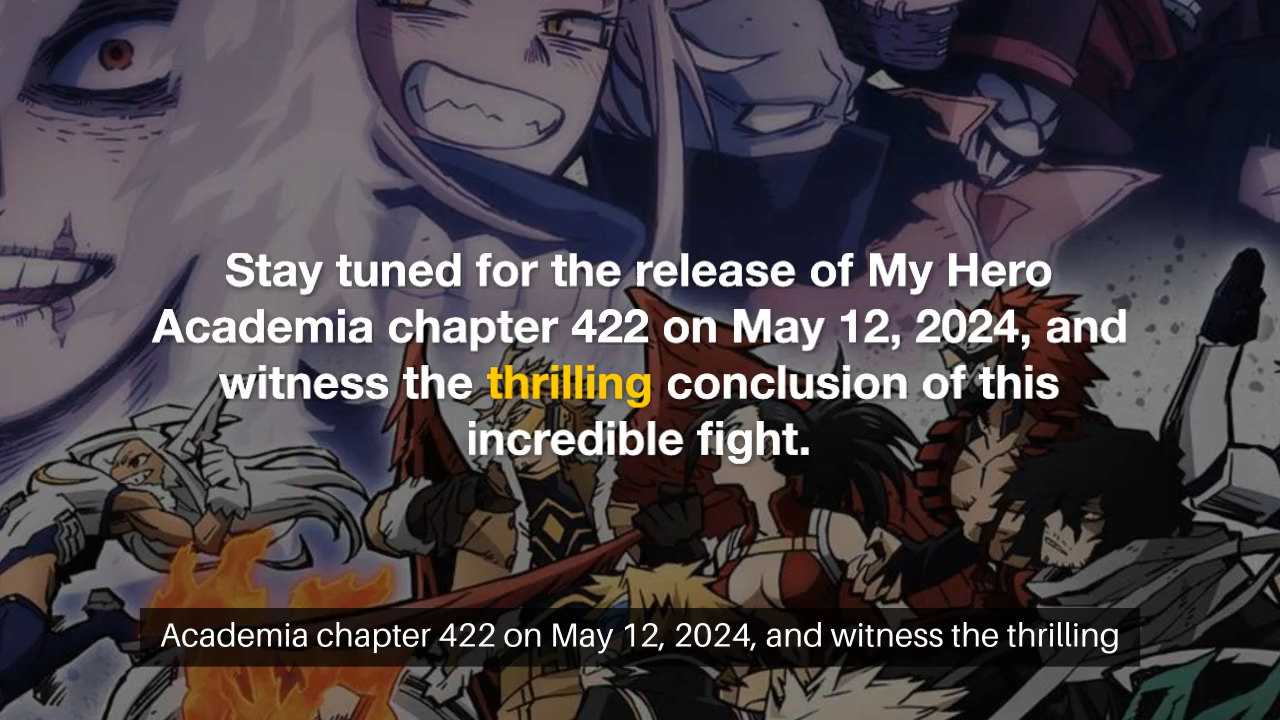 Stay tuned for the release of My Hero
Academia chapter 422 on May 12, 2024, and
witness the thrilling conclusion of this
incredible fight.
Academia chapter 422 on May 12, 2024, and witness the thrilling